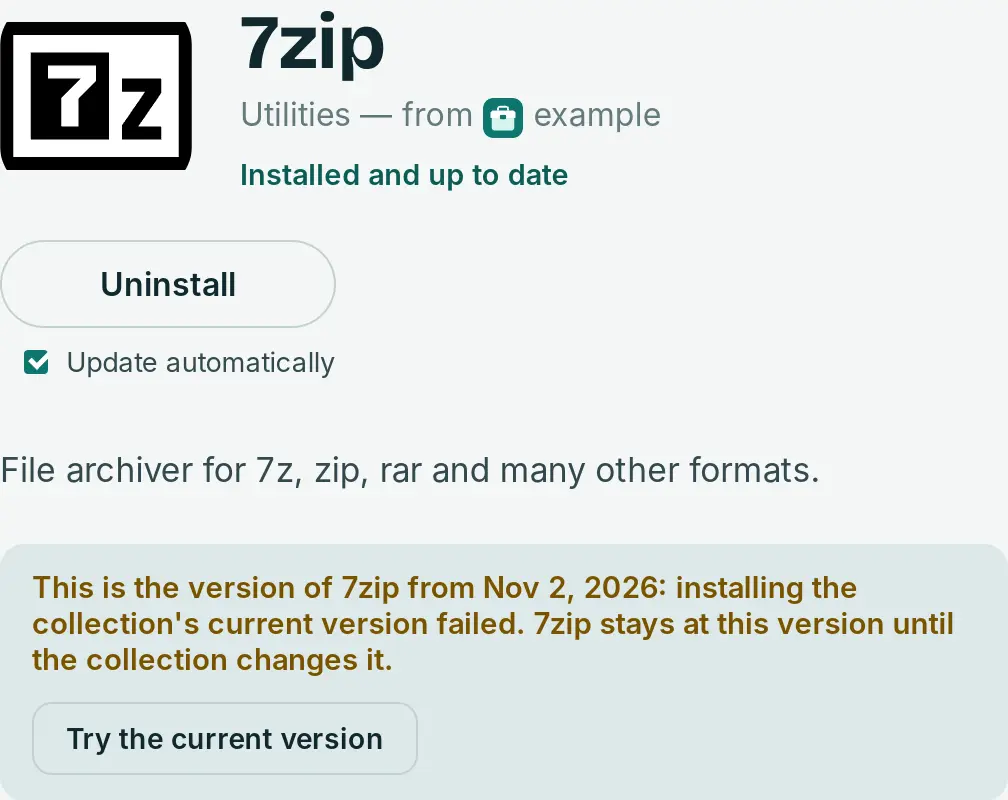 7z
7zip
Utilities — from example
Installed and up to date
Uninstall
Update automatically
File archiver for 7z, zip, rar and many other formats.
This is the version of 7zip from Nov 2, 2026: installing the
collection's current version failed. 7zip stays at this version until
the collection changes it.
Try the current version